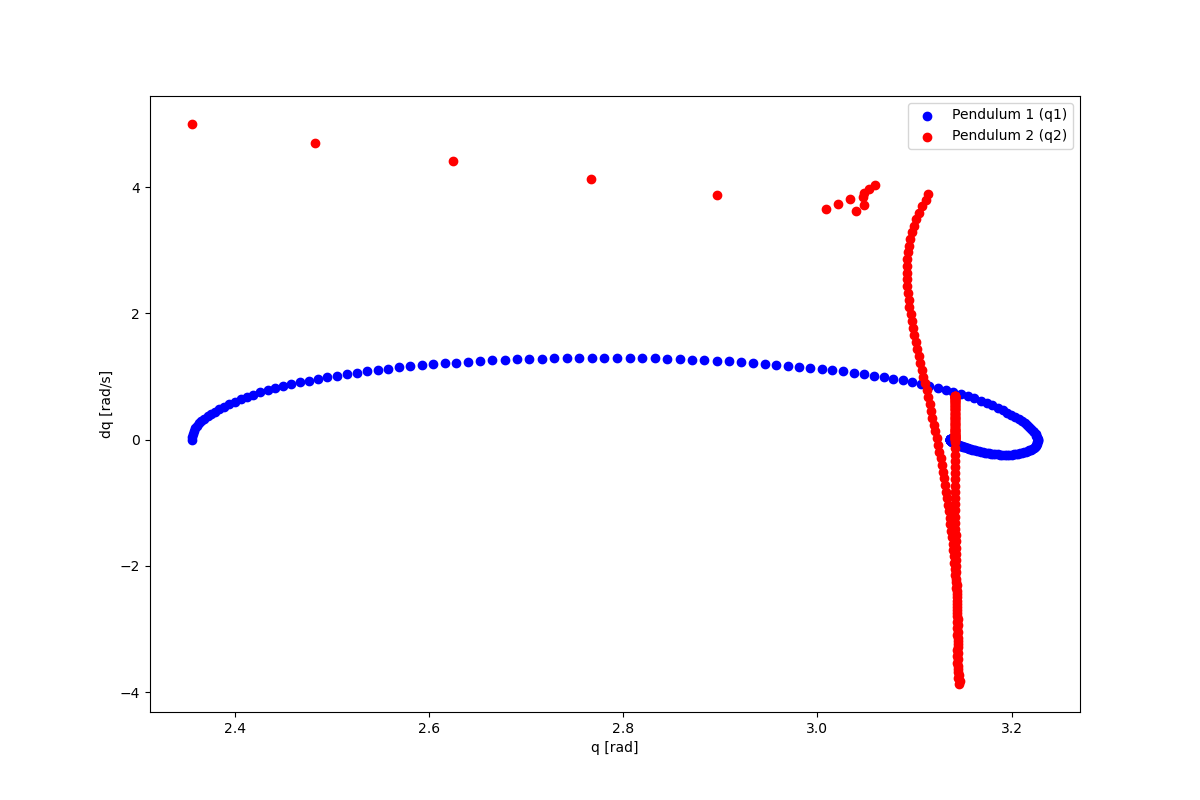 Pendulum 1 (q1)
Pendulum 2 (q2)
dq [rad/s]
4
2
0
−2
−4
2.4 2.6 2.8 3.0 3.2
q [rad]